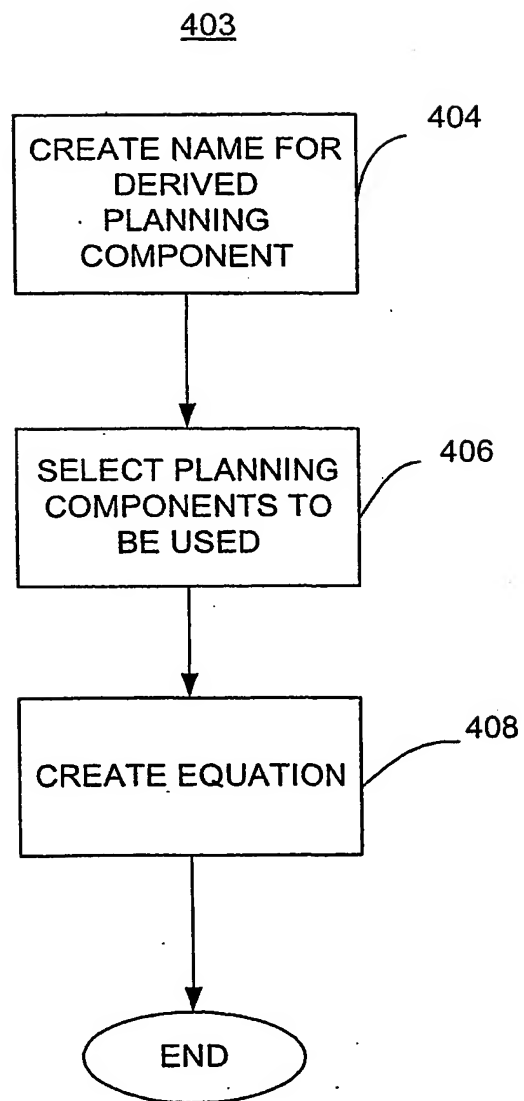 403
404
CREATE NAME FOR
DERIVED
PLANNING
COMPONENT
406
SELECT PLANNING
COMPONENTS TO
BE USED
408
CREATE EQUATION
END